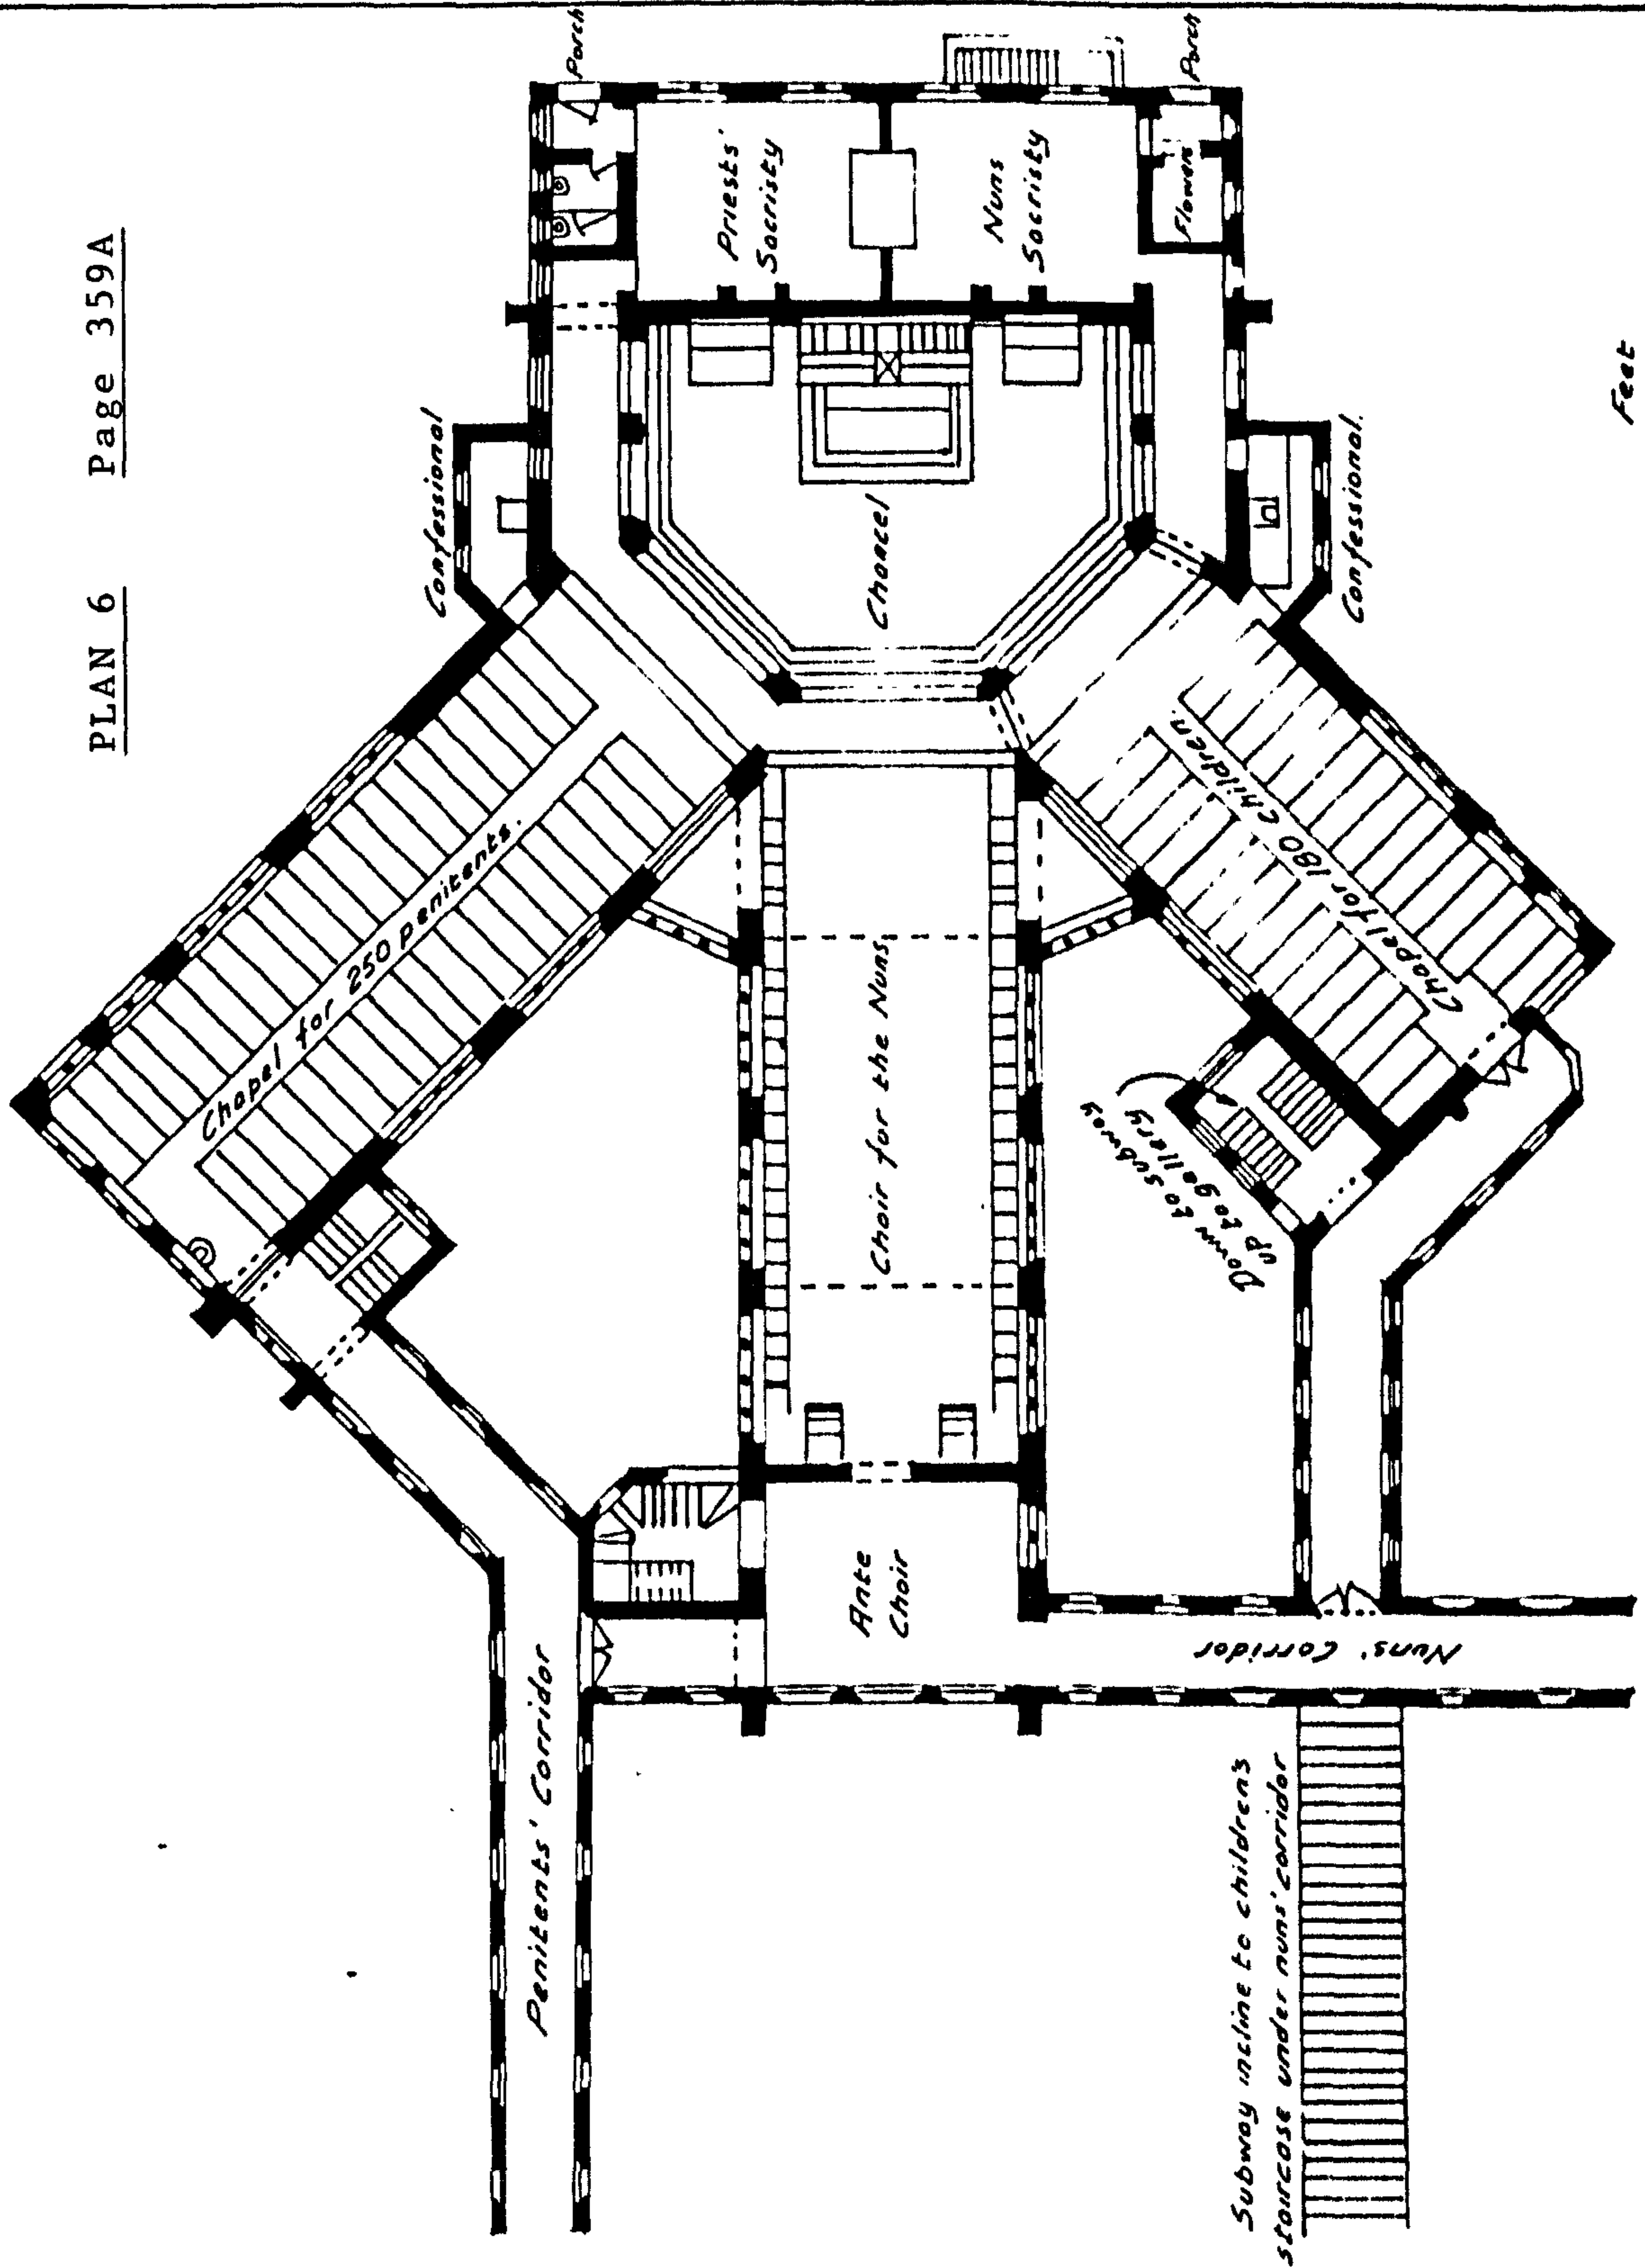 PLAN 6 Page 359A
Porch
Porch
Priests'
Sacristy
Nuns
Sacristy
Flowers
Confessional
Confessional.
Chancel
Chapel for 250 penitents.
Choir for the Nuns
Chapel for 180 Children
Down to subway
up to gallery
Ante
Choir
Penitents' Corridor
Nuns' Corridor
Subway incline to children's
staircase under nuns' corridor
Feet